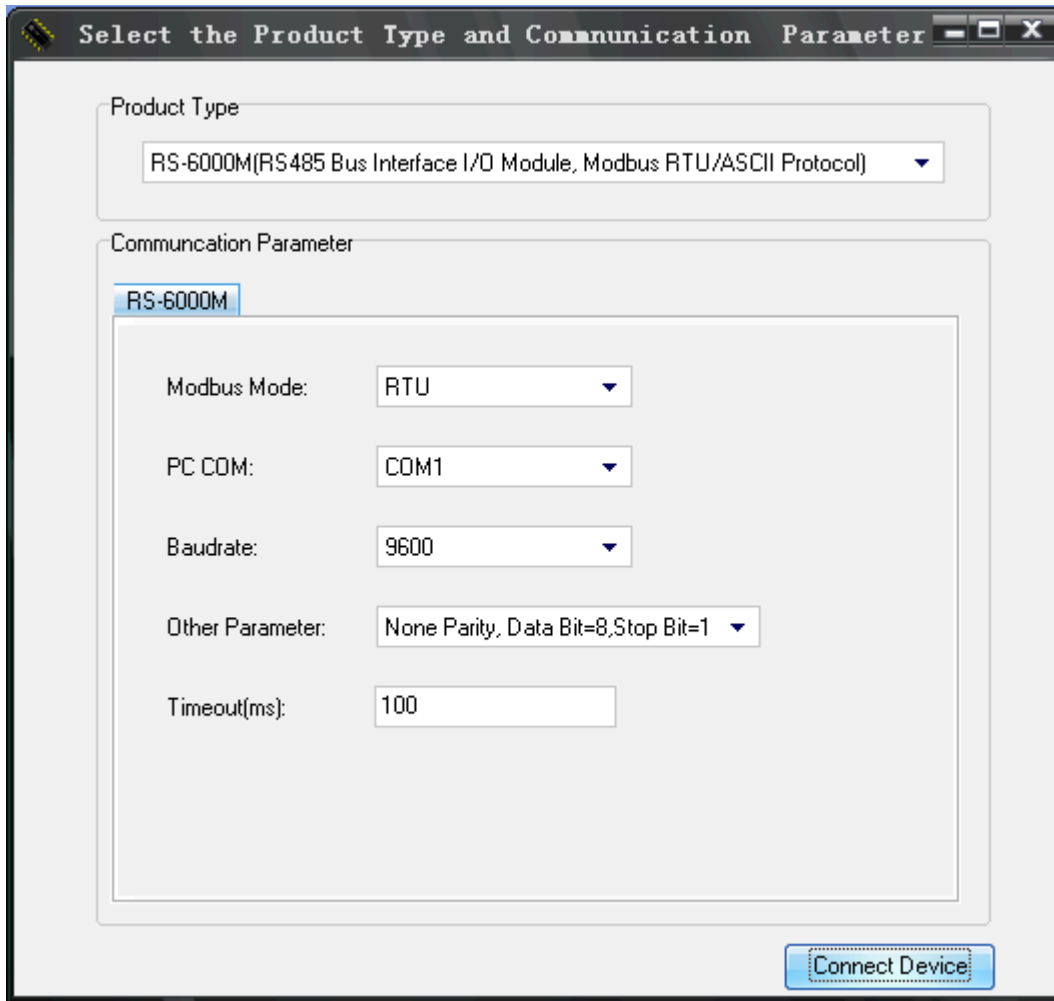 Select the Product Type and Commnunication Parameter
Product Type
RS-6000M(RS485 Bus Interface I/O Module, Modbus RTU/ASCII Protocol)
Communcation Parameter
RS-6000M
Modbus Mode: RTU
PC COM: COM1
Baudrate: 9600
Other Parameter: None Parity, Data Bit=8,Stop Bit=1
Timeout(ms): 100
Connect Device